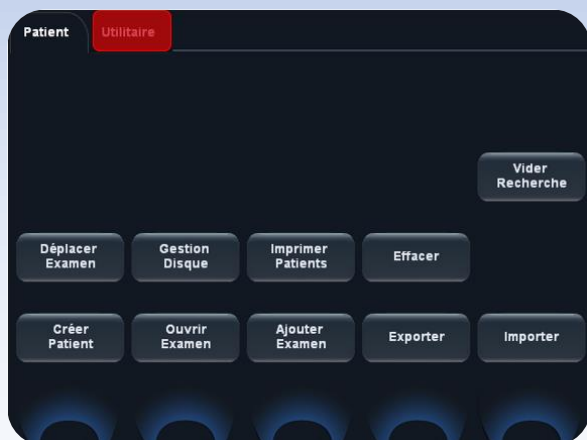 Patient
Utilitaire
Vider
Recherche
Déplacer
Examen
Gestion
Disque
Imprimer
Patients
Effacer
Créer
Patient
Ouvrir
Examen
Ajouter
Examen
Exporter
Importer